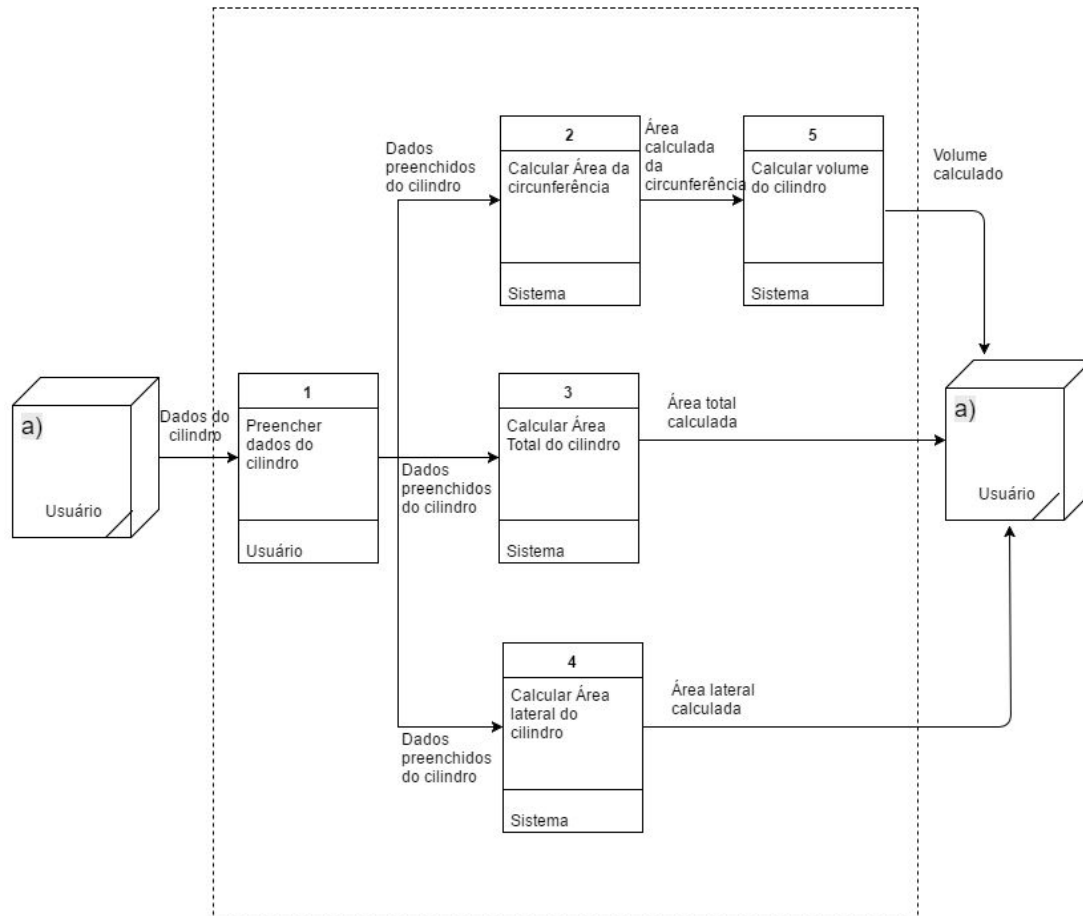 2
Dados
preenchidos
do cilindro
Calcular Área da
circunferência
Sistema
Área
calculada
da
circunferência
5
Calcular volume
do cilindro
Sistema
Volume
calculado
a)
Usuário
Dados do
cilindro
1
Preencher
dados do
cilindro
Usuário
Dados
preenchidos
do cilindro
3
Calcular Área
Total do cilindro
Sistema
Área total
calculada
a)
Usuário
4
Calcular Área
lateral do
cilindro
Sistema
Dados
preenchidos
do cilindro
Área lateral
calculada